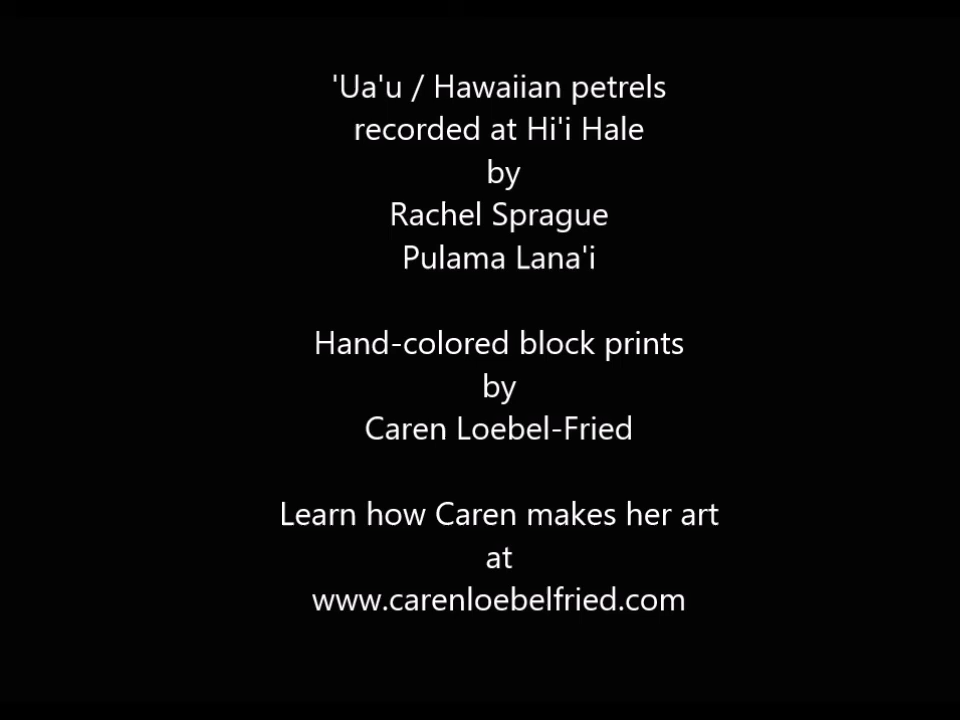 'Ua'u / Hawaiian petrels
recorded at Hi'i Hale
by
Rachel Sprague
Pulama Lana'i
Hand-colored block prints
by
Caren Loebel-Fried
Learn how Caren makes her art
at
www.carenloebelfried.com